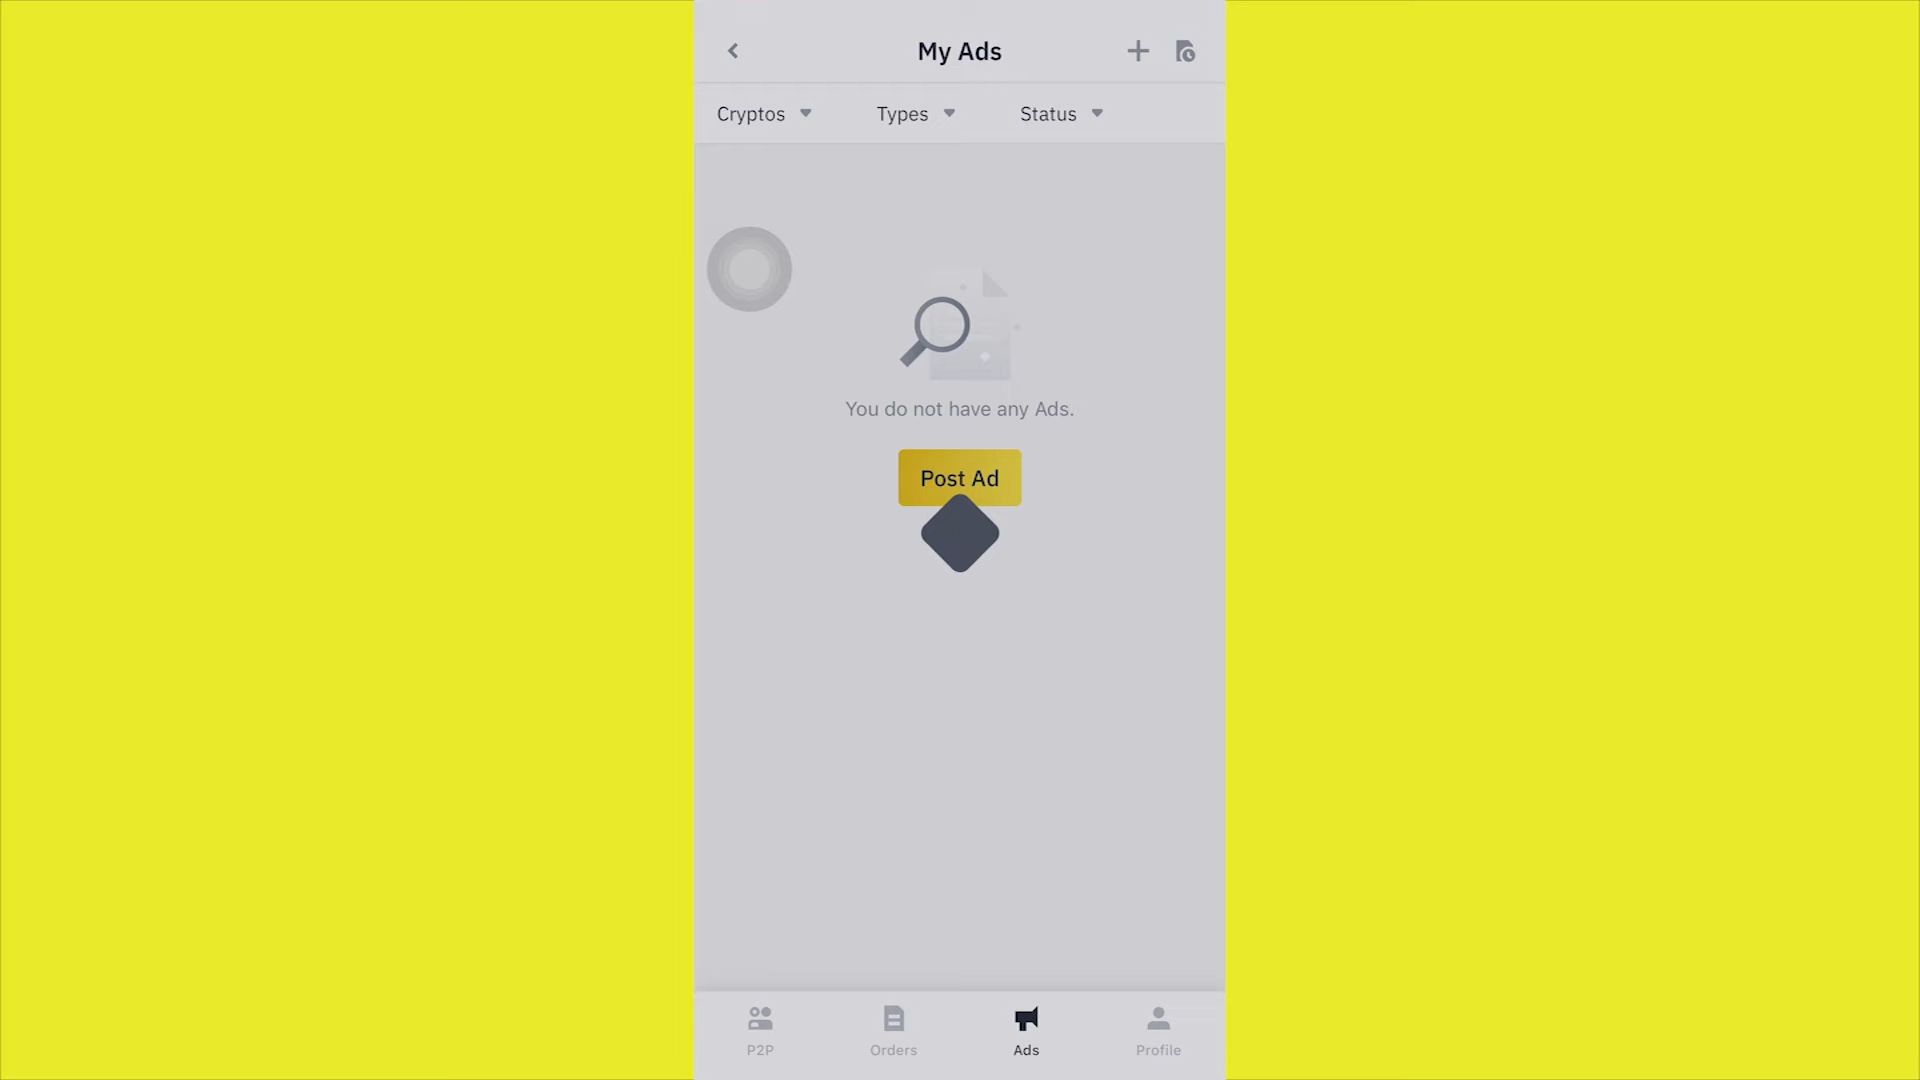 My Ads
Cryptos
Types
Status
You do not have any Ads.
Post Ad
P2P
Orders
Ads
Profile